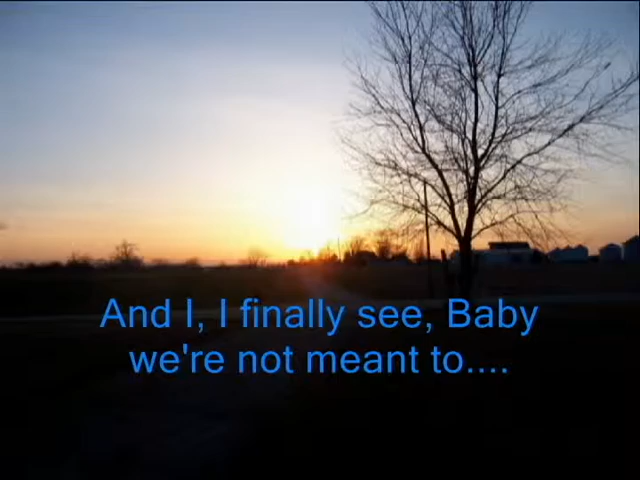 And I, I finally see, Baby
we're not meant to....